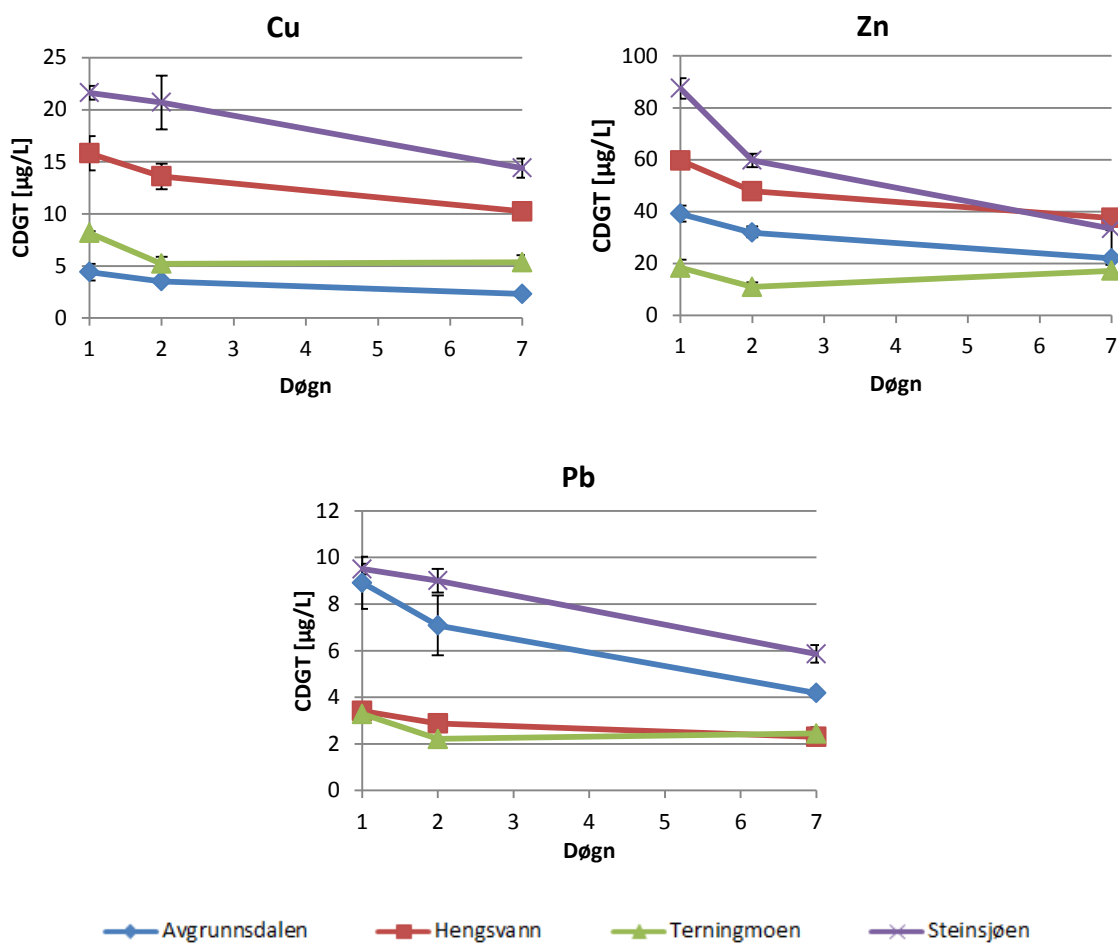 Cu
25
20
15
10
5
0
CDGT [µg/L]
1 2 3 4 5 6 7
Døgn
Zn
100
80
60
40
20
0
CDGT [µg/L]
1 2 3 4 5 6 7
Døgn
Pb
12
10
8
6
4
2
0
CDGT [µg/L]
1 2 3 4 5 6 7
Døgn
Avgrunnsdalen Hengsvann Terningmoen Steinsjøen